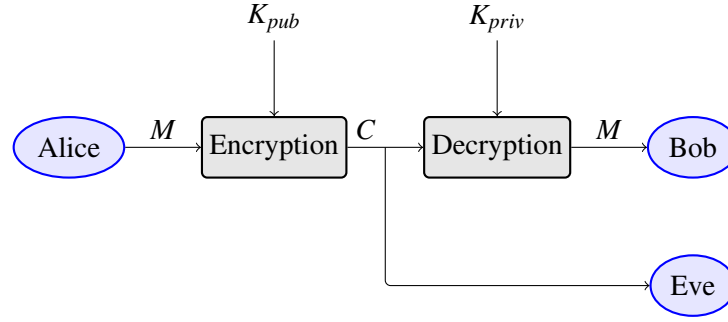 K_pub
K_priv
Alice
M
Encryption
C
Decryption
M
Bob
Eve